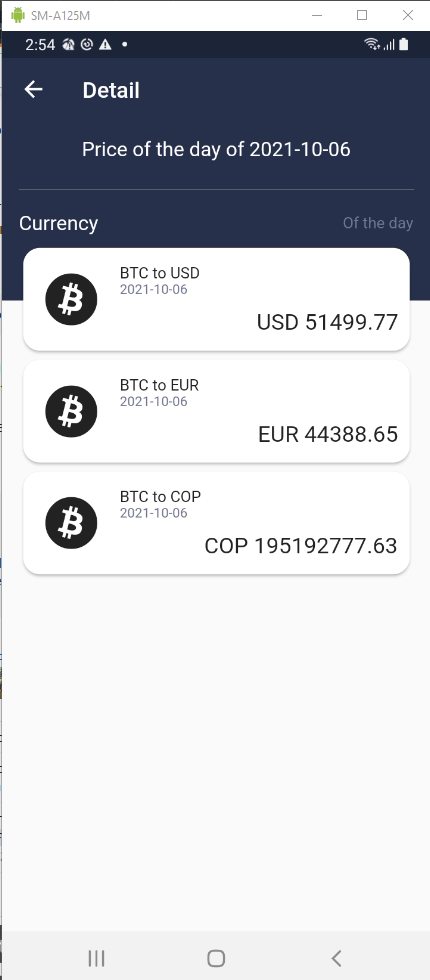 SM-A125M
2:54
Detail
Price of the day of 2021-10-06
Currency
Of the day
BTC to USD
2021-10-06
USD 51499.77
BTC to EUR
2021-10-06
EUR 44388.65
BTC to COP
2021-10-06
COP 195192777.63